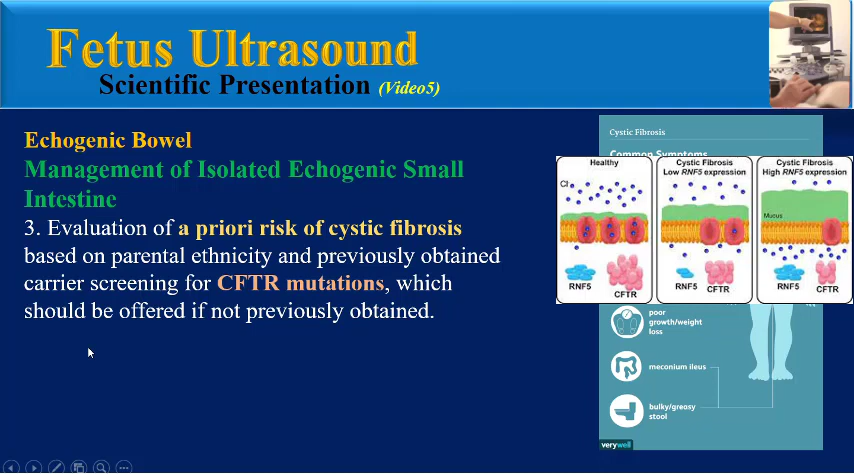 Fetus Ultrasound
Scientific Presentation (Video5)
Echogenic Bowel
Management of Isolated Echogenic Small
Intestine
3. Evaluation of a priori risk of cystic fibrosis
based on parental ethnicity and previously obtained
carrier screening for CFTR mutations, which
should be offered if not previously obtained.
Cystic Fibrosis
Common Symptoms
Healthy
Cl-
RNF5
CFTR
Cystic Fibrosis
Low RNF5 expression
RNF5
CFTR
Cystic Fibrosis
High RNF5 expression
Mucus
RNF5
CFTR
poor
growth/weight
loss
meconium ileus
bulky/greasy
stool
verywell